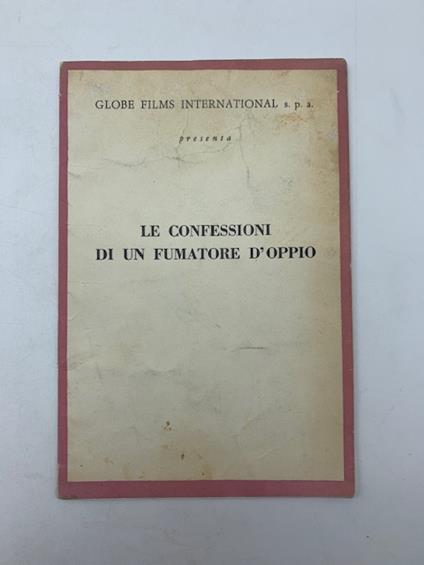 GLOBE FILMS INTERNATIONAL s. p. a.
presenta
LE CONFESSIONI
DI UN FUMATORE D'OPPIO